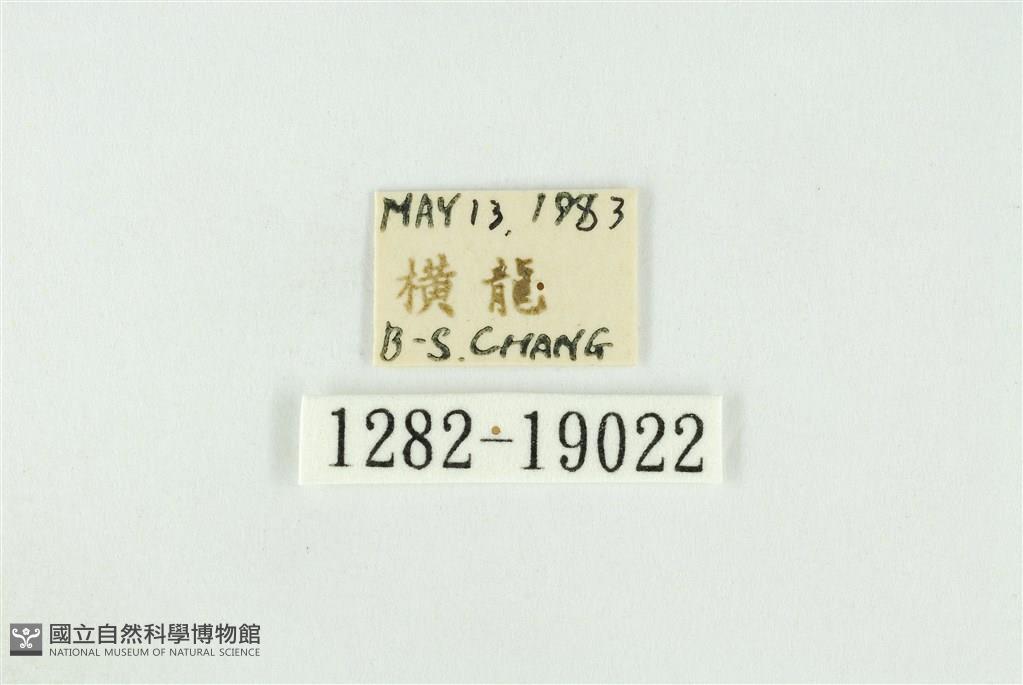 MAY 13, 1983
橫龍
B-S. CHANG
1282-19022
國立自然科學博物館
NATIONAL MUSEUM OF NATURAL SCIENCE